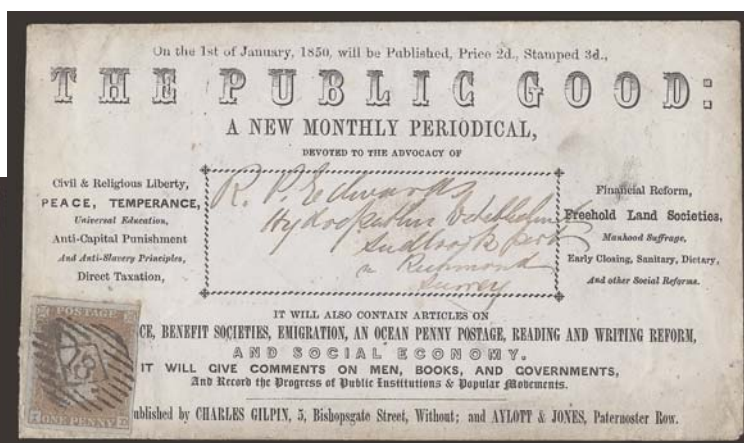 On the 1st of January, 1850, will be Published, Price 2d., Stamped 3d.,
THE PUBLIC GOOD:
A NEW MONTHLY PERIODICAL,
DEVOTED TO THE ADVOCACY OF
Civil & Religious Liberty,
PEACE, TEMPERANCE,
Universal Education,
Anti-Capital Punishment
And Anti-Slavery Principles,
Direct Taxation,
R. P. Edwards
Hydropathic
Sudbrook Park
Richmond
Surrey
Financial Reform,
Freehold Land Societies,
Manhood Suffrage,
Early Closing, Sanitary, Dietary,
And other Social Reforms.
IT WILL ALSO CONTAIN ARTICLES ON
CE, BENEFIT SOCIETIES, EMIGRATION, AN OCEAN PENNY POSTAGE, READING AND WRITING REFORM,
AND SOCIAL ECONOMY.
IT WILL GIVE COMMENTS ON MEN, BOOKS, AND GOVERNMENTS,
And Record the Progress of Public Institutions & Popular Movements.
ublished by CHARLES GILPIN, 5, Bishopsgate Street, Without; and AYLOTT & JONES, Paternoster Row.
POSTAGE
ONE PENNY